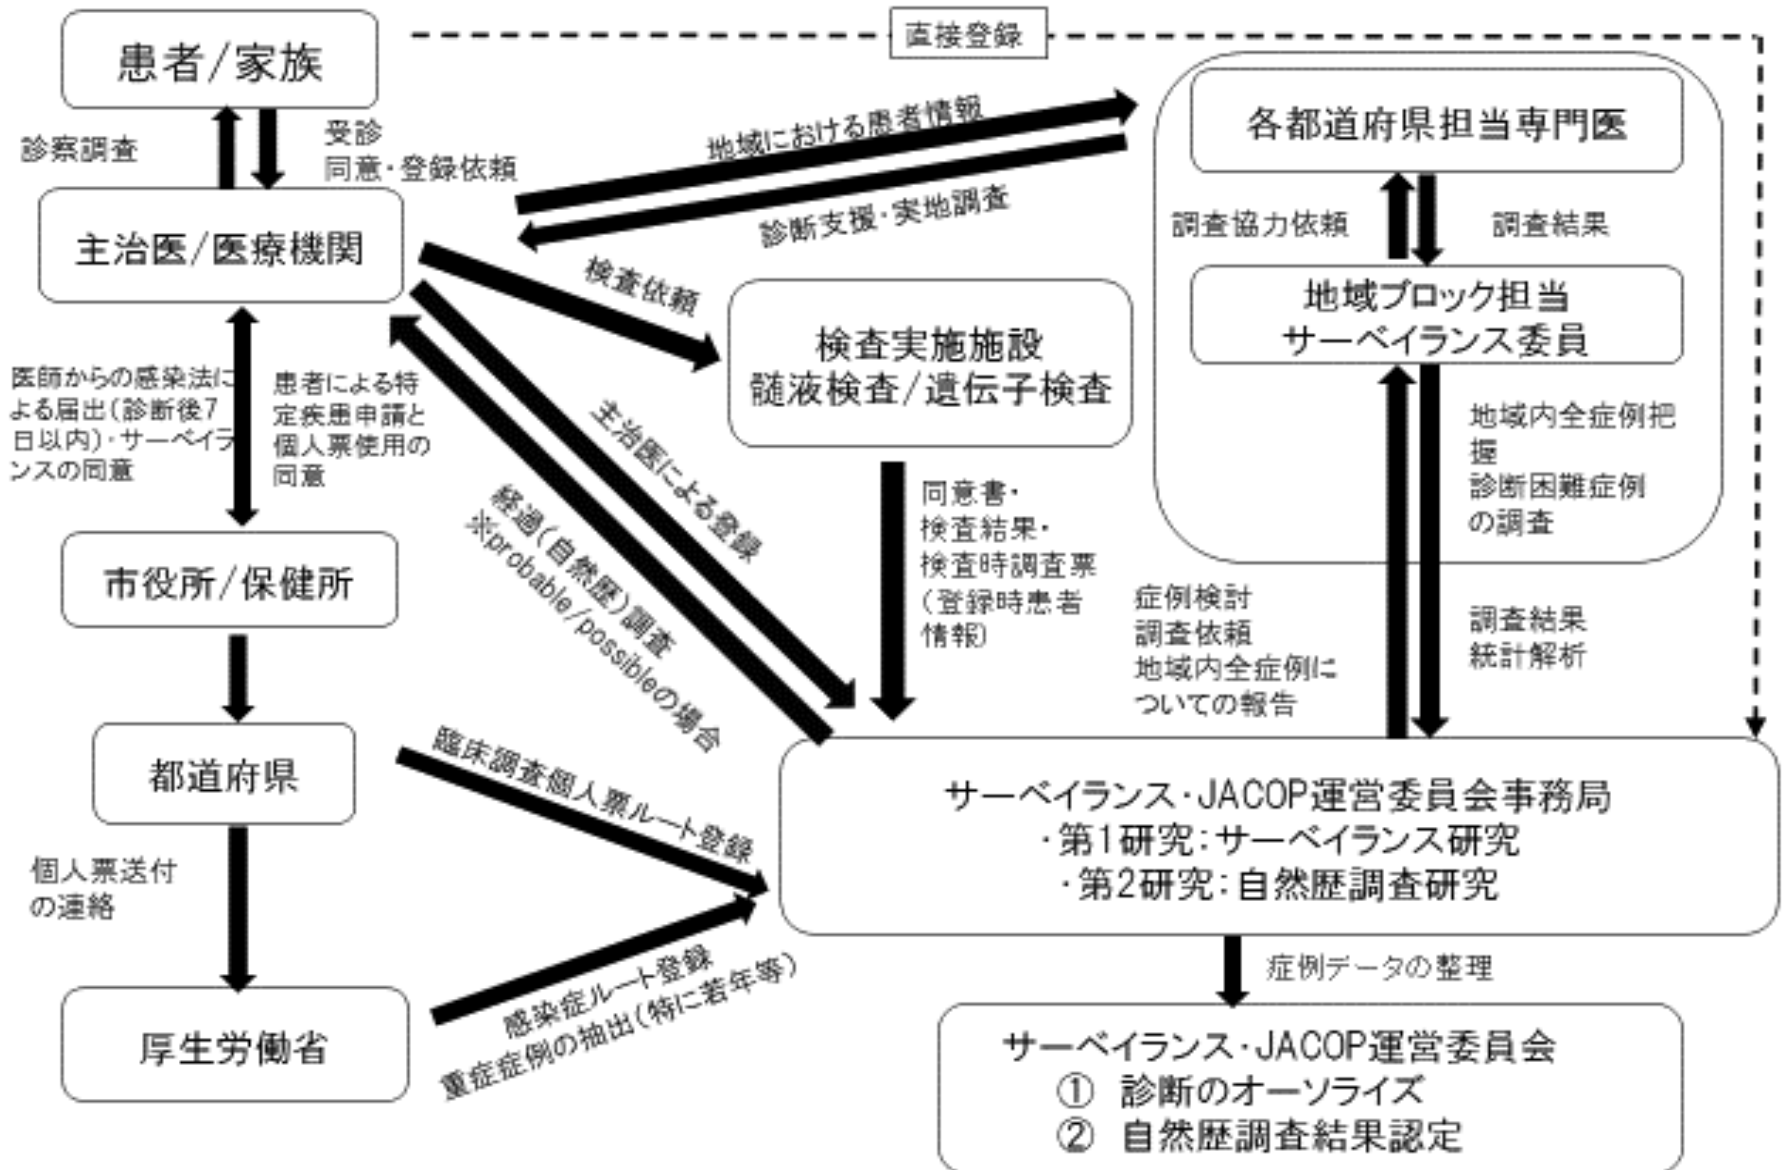 直接登録
患者/家族
診察調査
受診
同意・登録依頼
主治医/医療機関
地域における患者情報
診断支援・実地調査
各都道府県担当専門医
調査協力依頼
調査結果
地域ブロック担当
サーベイランス委員
検査依頼
検査実施施設
髄液検査/遺伝子検査
医師からの感染法に
よる届出(診断後7
日以内)・サーベイラ
ンスの同意
患者による特
定疾患申請と
個人票使用の
同意
主治医による登録
経過(自然歴)調査
※probable/possibleの場合
同意書・
検査結果・
検査時調査票
(登録時患者
情報)
地域内全症例把
握
診断困難症例
の調査
症例検討
調査依頼
地域内全症例に
ついての報告
調査結果
統計解析
市役所/保健所
都道府県
臨床調査個人票ルート登録
個人票送付
の連絡
厚生労働省
感染症ルート登録
重症症例の抽出(特に若年等)
サーベイランス・JACOP運営委員会事務局
・第1研究:サーベイランス研究
・第2研究:自然歴調査研究
症例データの整理
サーベイランス・JACOP運営委員会
① 診断のオーソライズ
② 自然歴調査結果認定